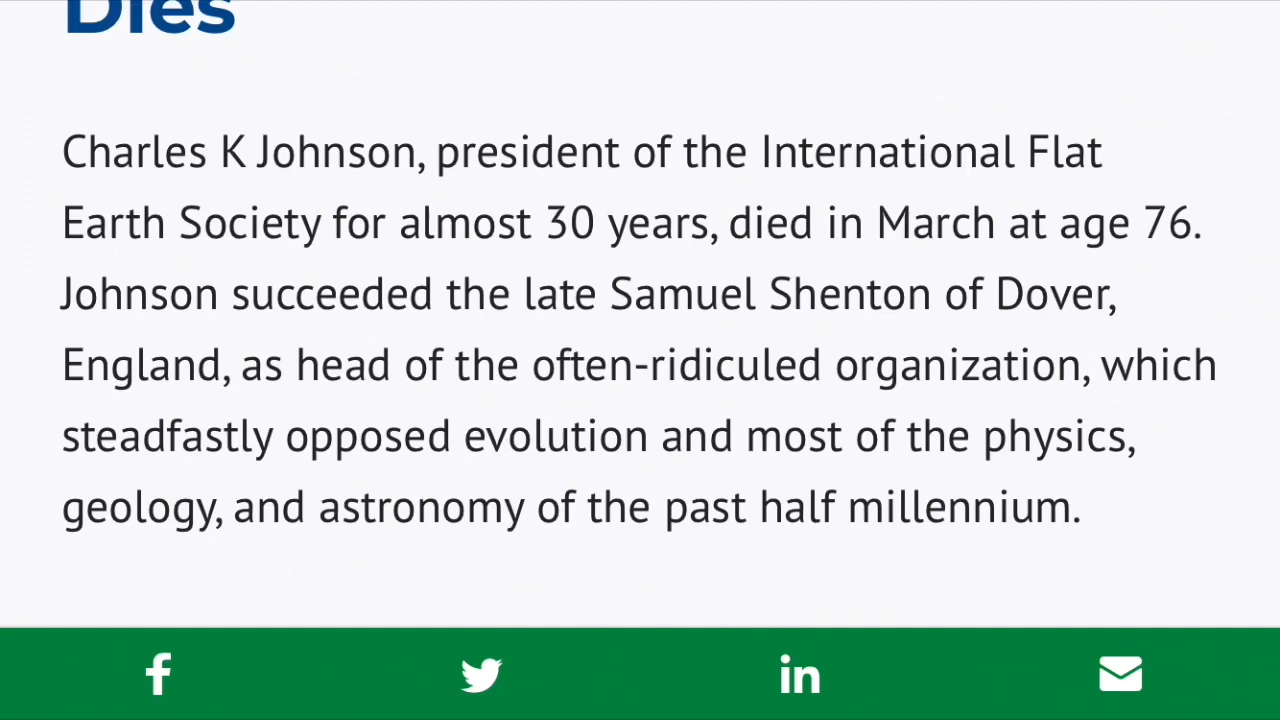 Dies
Charles K Johnson, president of the International Flat
Earth Society for almost 30 years, died in March at age 76.
Johnson succeeded the late Samuel Shenton of Dover,
England, as head of the often-ridiculed organization, which
steadfastly opposed evolution and most of the physics,
geology, and astronomy of the past half millennium.